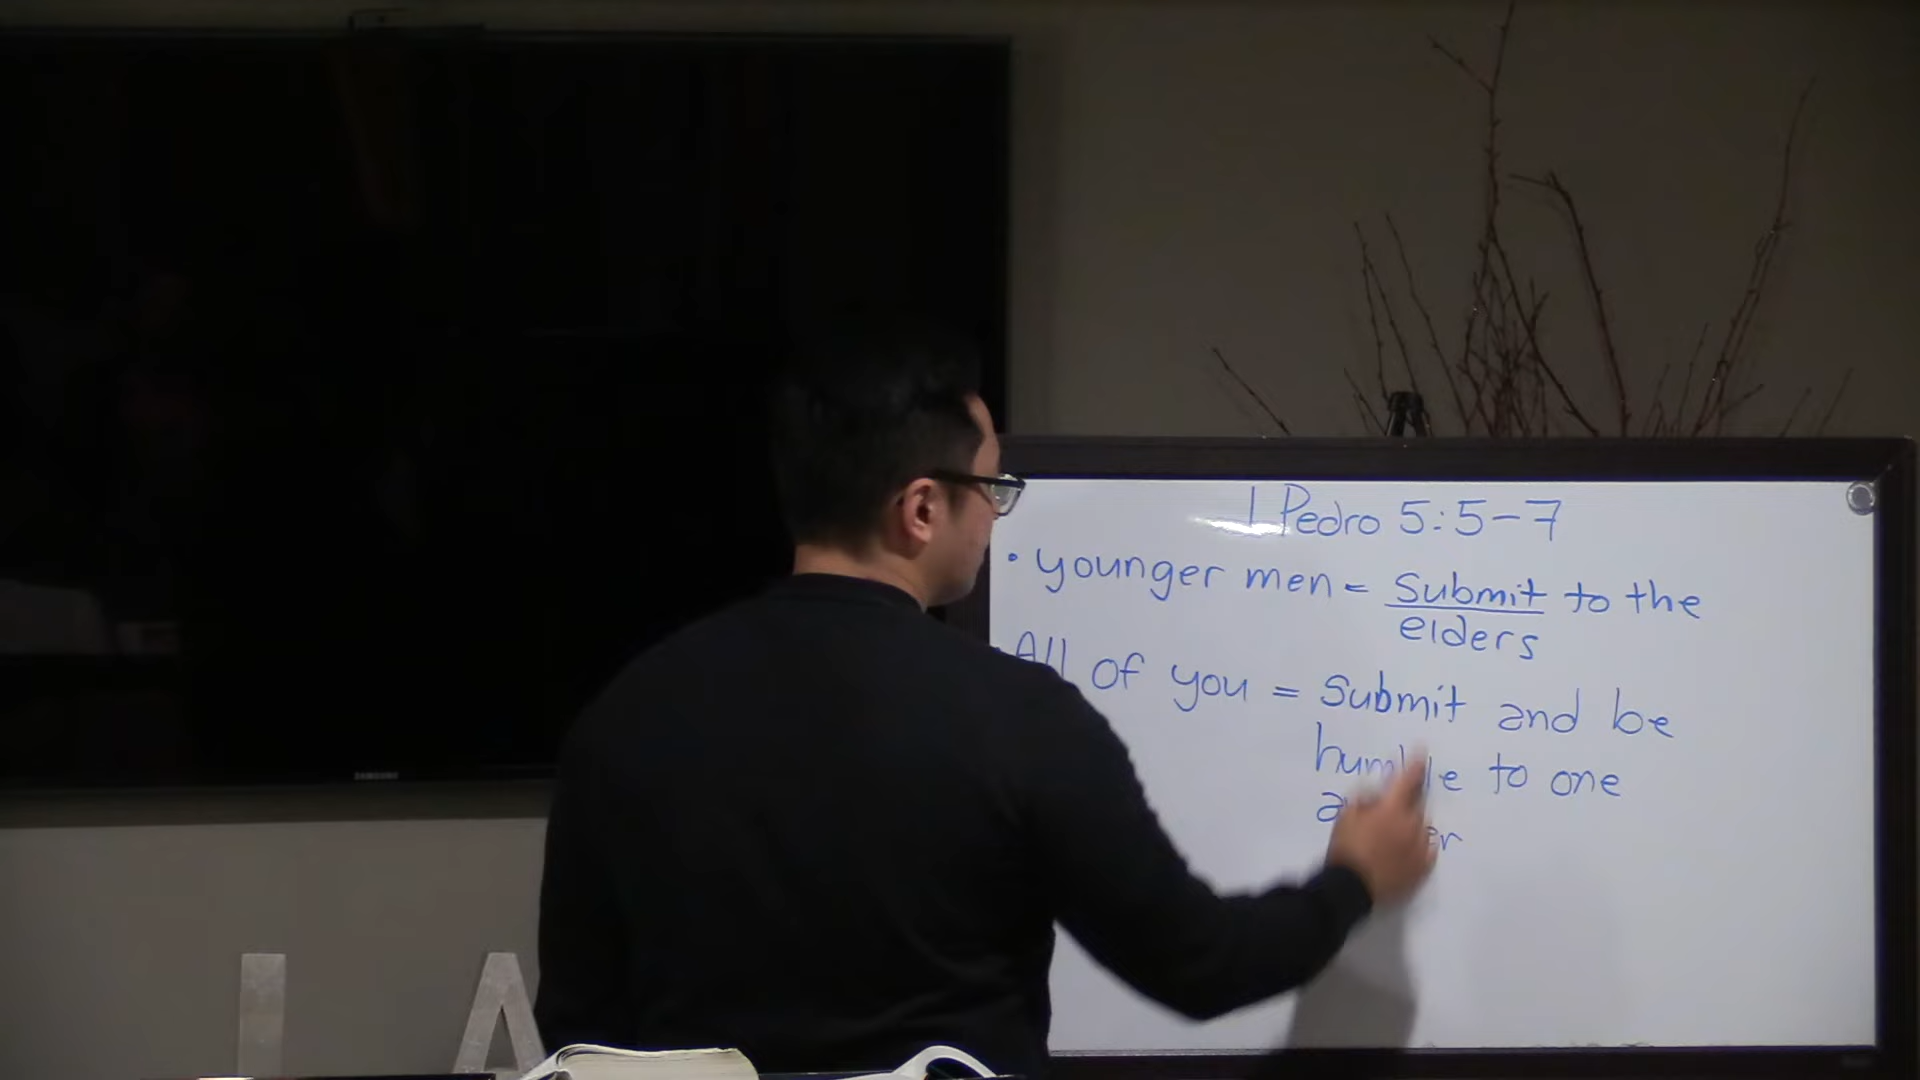 1 Pedro 5:5-7
• younger men = Submit to the
elders
• All of you = Submit and be
humble to one
SAMSUNG
I A